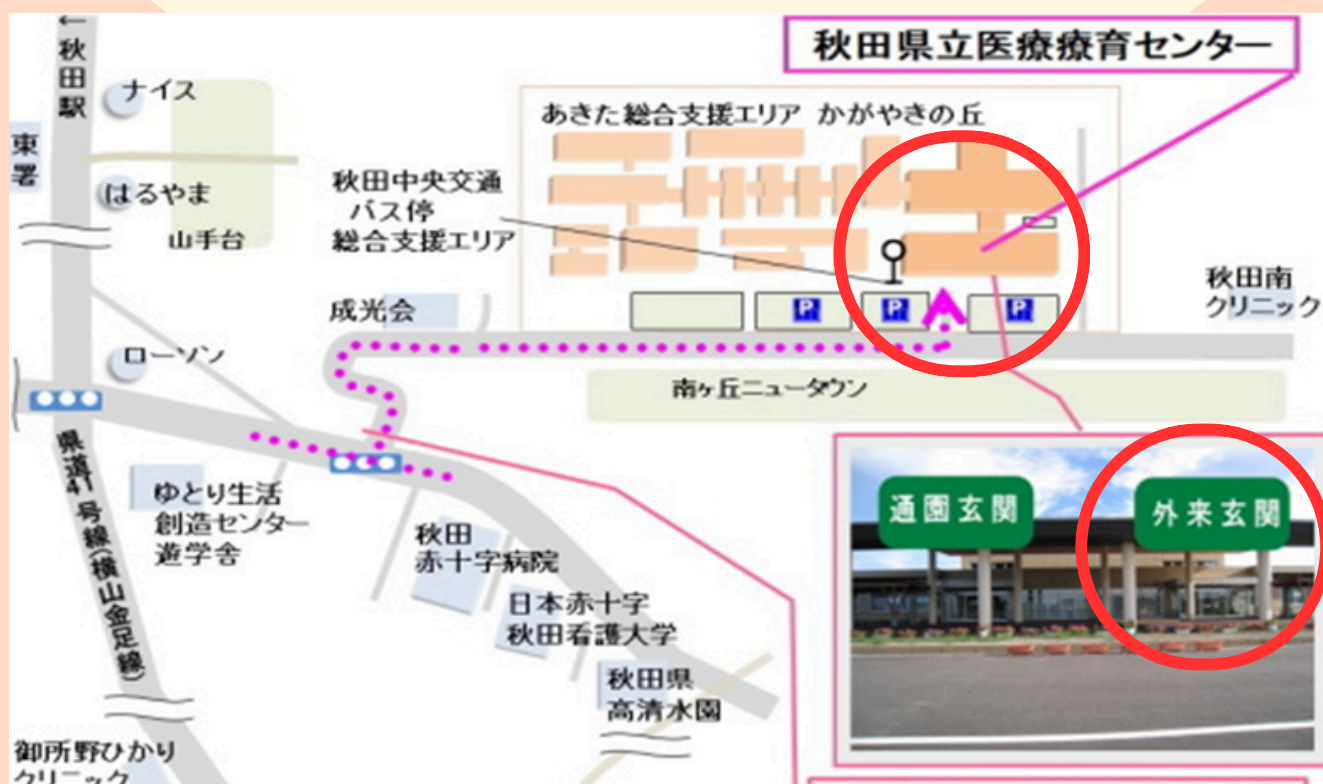 秋田県立医療療育センター
←秋田駅
ナイス
東署
はるやま
山手台
あきた総合支援エリア かがやきの丘
秋田中央交通
バス停
総合支援エリア
成光会
P
P
P
秋田南
クリニック
ローソン
南ヶ丘ニュータウン
県道41号線(横山金足線)
ゆとり生活
創造センター
遊学舎
秋田
赤十字病院
日本赤十字
秋田看護大学
秋田県
高清水園
御所野ひかり
クリニック
通園玄関
外来玄関